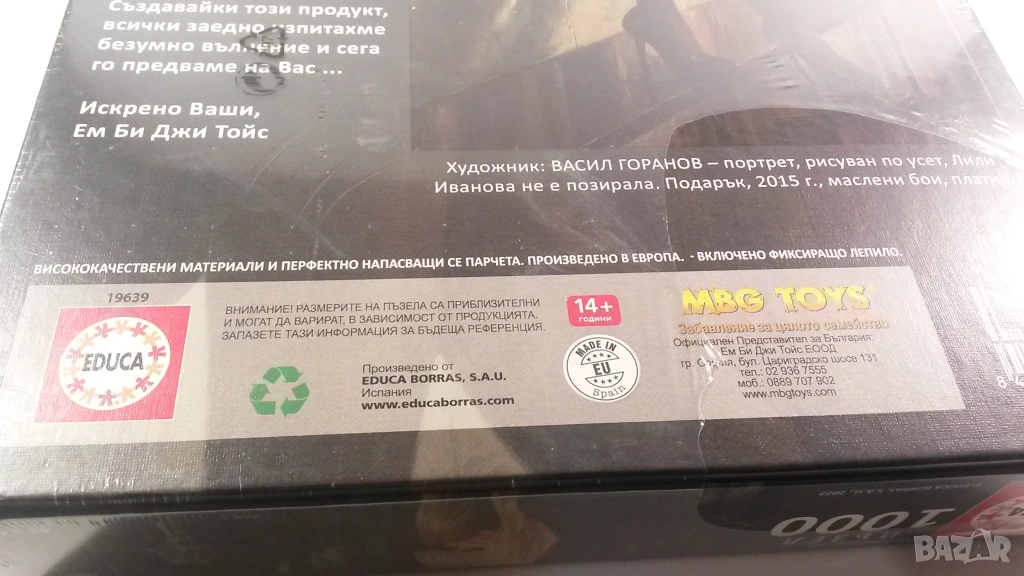 Създавайки този продукт,
всички заедно изпитахме
безумно вълнение и сега
го предваме на Вас ...
Искрено Ваши,
Ем Би Джи Тойс
Художник: ВАСИЛ ГОРАНОВ – портрет, рисуван по усет, Лили
Иванова не е позирала. Подарък, 2015 г., маслени бои, платно
ВИСОКОКАЧЕСТВЕНИ МАТЕРИАЛИ И ПЕРФЕКТНО НАПАСВАЩИ СЕ ПАРЧЕТА. ПРОИЗВЕДЕНО В ЕВРОПА. - ВКЛЮЧЕНО ФИКСИРАЩО ЛЕПИЛО.
19639
EDUCA
ВНИМАНИЕ! РАЗМЕРИТЕ НА ПЪЗЕЛА СА ПРИБЛИЗИТЕЛНИ
И МОГАТ ДА ВАРИРАТ, В ЗАВИСИМОСТ ОТ ПРОДУКЦИЯТА.
ЗАПАЗЕТЕ ТАЗИ ИНФОРМАЦИЯ ЗА БЪДЕЩА РЕФЕРЕНЦИЯ.
Произведено от
EDUCA BORRAS, S.A.U.
Испания
www.educaborras.com
14+
ГОДИНИ
MADE IN
EU
Spain
MBG TOYS
Забавление за цялото семейство
Официален Представител за България:
Ем Би Джи Тойс ЕООД
гр. София, бул. Цариградско шосе 131
тел.: 02 936 7555
моб.: 0889 707 902
www.mbgtoys.com
1000
BAZAR